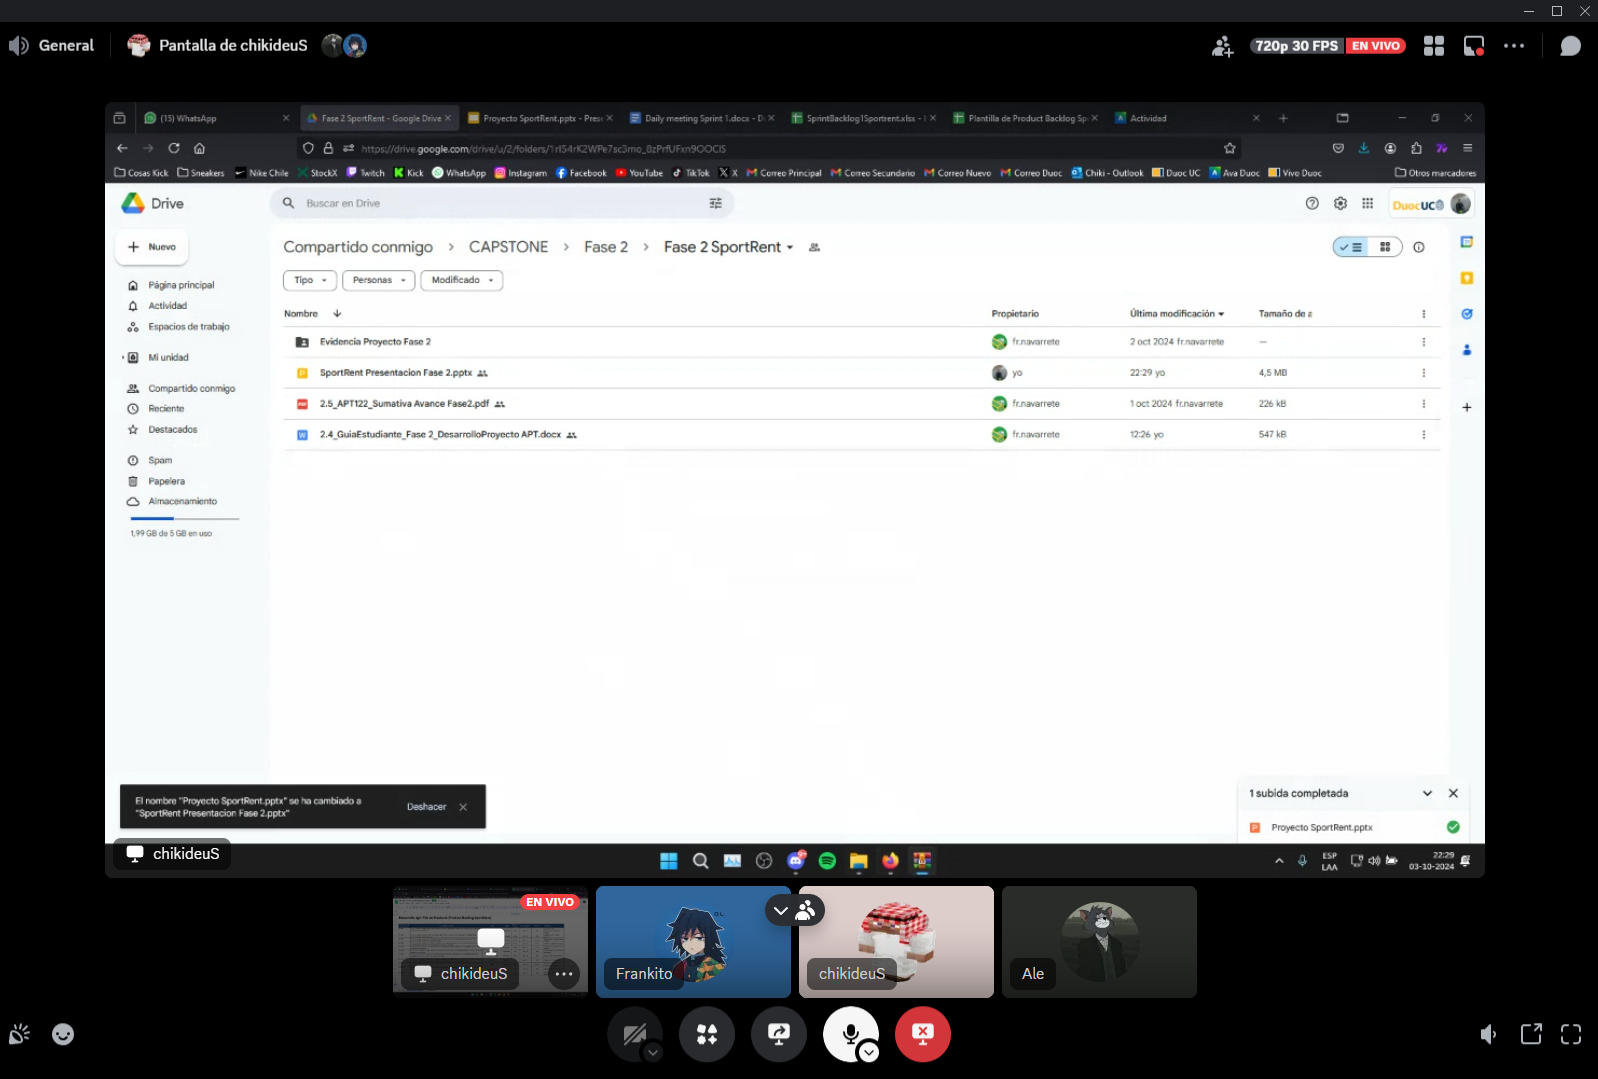 General
Pantalla de chikideuS
720p 30 FPS EN VIVO
(15) WhatsApp
Fase 2 SportRent - Google Drive
Proyecto SportRent.pptx - Pres
Daily meeting Sprint 1.docx - D
SprintBacklog1Sportrent.xlsx -
Plantilla de Product Backlog Sp
Actividad
Cosas Kick
Sneakers
Nike Chile
StockX
Twitch
Kick
WhatsApp
Instagram
Facebook
YouTube
TikTok
X
Correo Principal
Correo Secundario
Correo Nuevo
Correo Duoc
Chiki - Outlook
Duoc UC
Ava Duoc
Vivo Duoc
Otros marcadores
Drive
Buscar en Drive
DuocUC
Nuevo
Compartido conmigo > CAPSTONE > Fase 2 > Fase 2 SportRent
Tipo
Personas
Modificado
Página principal
Actividad
Espacios de trabajo
Mi unidad
Compartido conmigo
Reciente
Destacados
Spam
Papelera
Almacenamiento
1,99 GB de 5 GB en uso
Nombre Propietario Última modificación Tamaño de a
Evidencia Proyecto Fase 2 fr.navarrete 2 oct 2024 fr.navarrete —
SportRent Presentacion Fase 2.pptx yo 22:29 yo 4,5 MB
2.5_APT122_Sumativa Avance Fase2.pdf fr.navarrete 1 oct 2024 fr.navarrete 226 kB
2.4_GuiaEstudiante_Fase 2_DesarrolloProyecto APT.docx fr.navarrete 12:26 yo 547 kB
El nombre "Proyecto SportRent.pptx" se ha cambiado a
"SportRent Presentacion Fase 2.pptx"
Deshacer
1 subida completada
Proyecto SportRent.pptx
chikideuS
ESP
LAA
22:29
03-10-2024
EN VIVO
chikideuS
Frankito
chikideuS
Ale